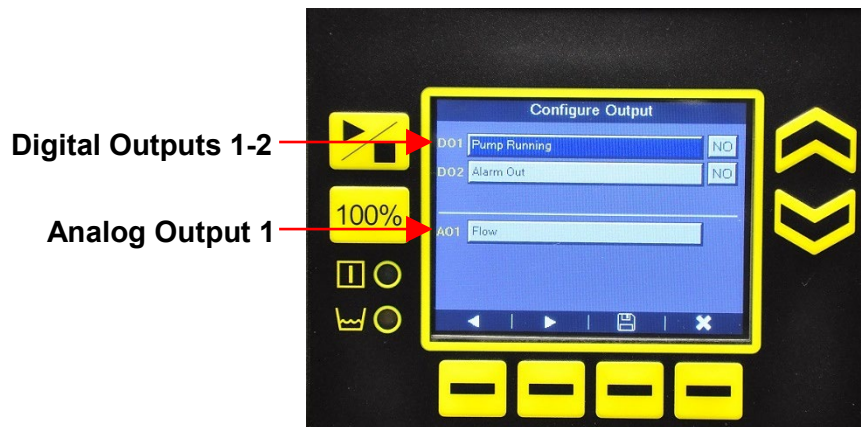 Configure Output
Digital Outputs 1-2
DO1 Pump Running NO
DO2 Alarm Out NO
100%
Analog Output 1
AO1 Flow